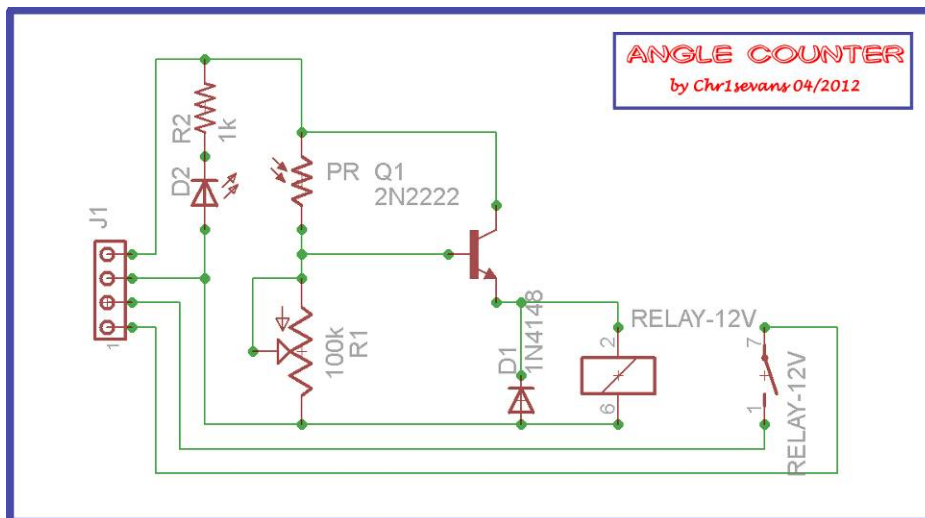 ANGLE COUNTER
by Chr1sevans 04/2012
R2
1k
D2
PR
Q1
2N2222
J1
1
100k
R1
D1
1N4148
RELAY-12V
2
6
7
1
RELAY-12V